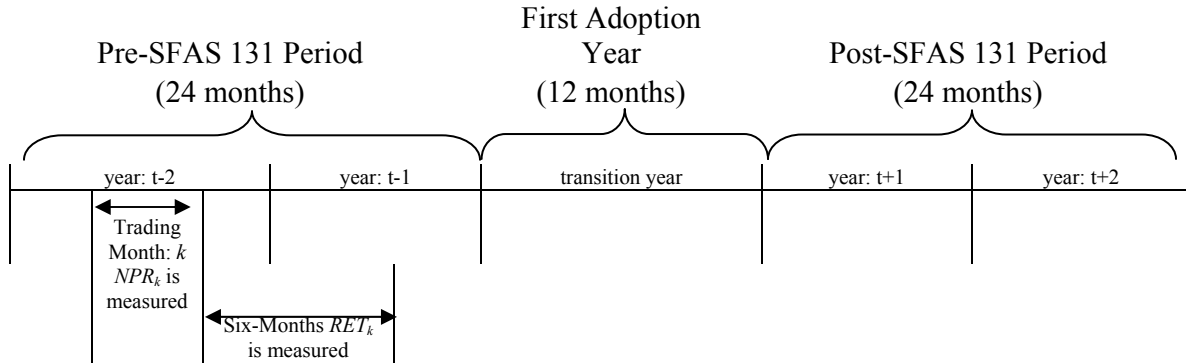 Pre-SFAS 131 Period
(24 months)
First Adoption
Year
(12 months)
Post-SFAS 131 Period
(24 months)
year: t-2
year: t-1
transition year
year: t+1
year: t+2
Trading
Month: k
NPRk is
measured
Six-Months RETk
is measured